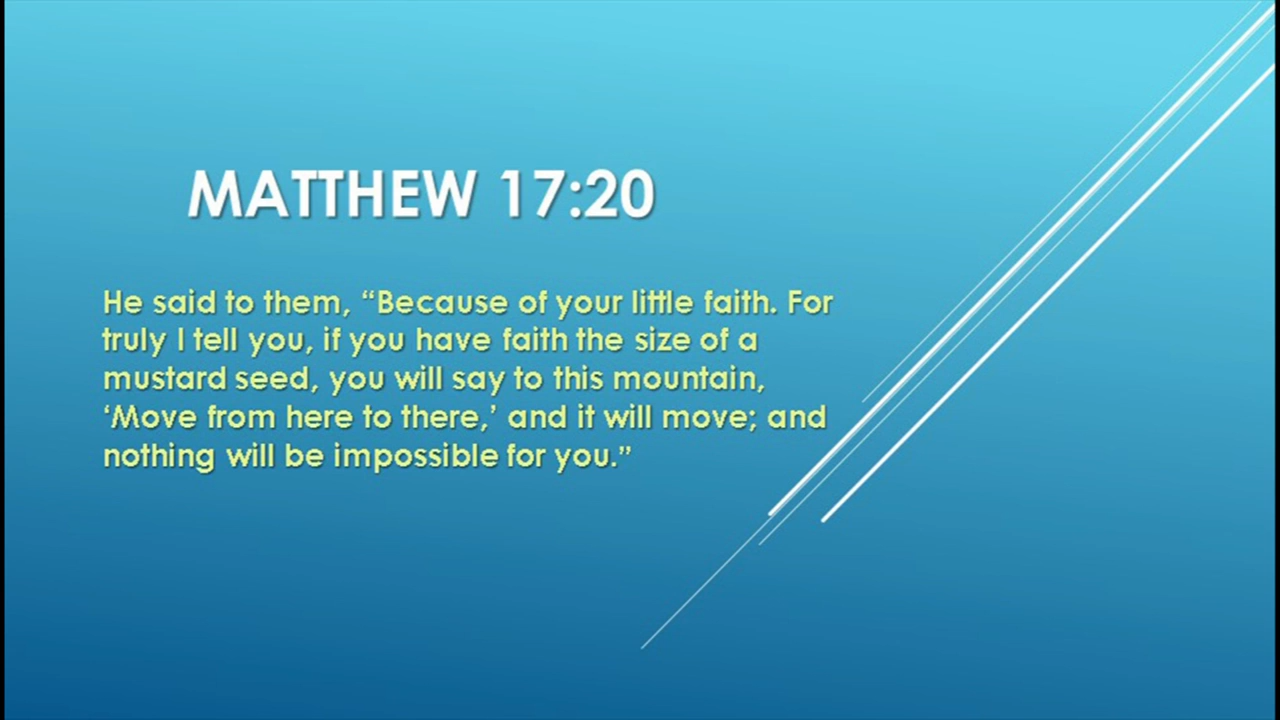 MATTHEW 17:20
He said to them, “Because of your little faith. For
truly I tell you, if you have faith the size of a
mustard seed, you will say to this mountain,
‘Move from here to there,’ and it will move; and
nothing will be impossible for you.”